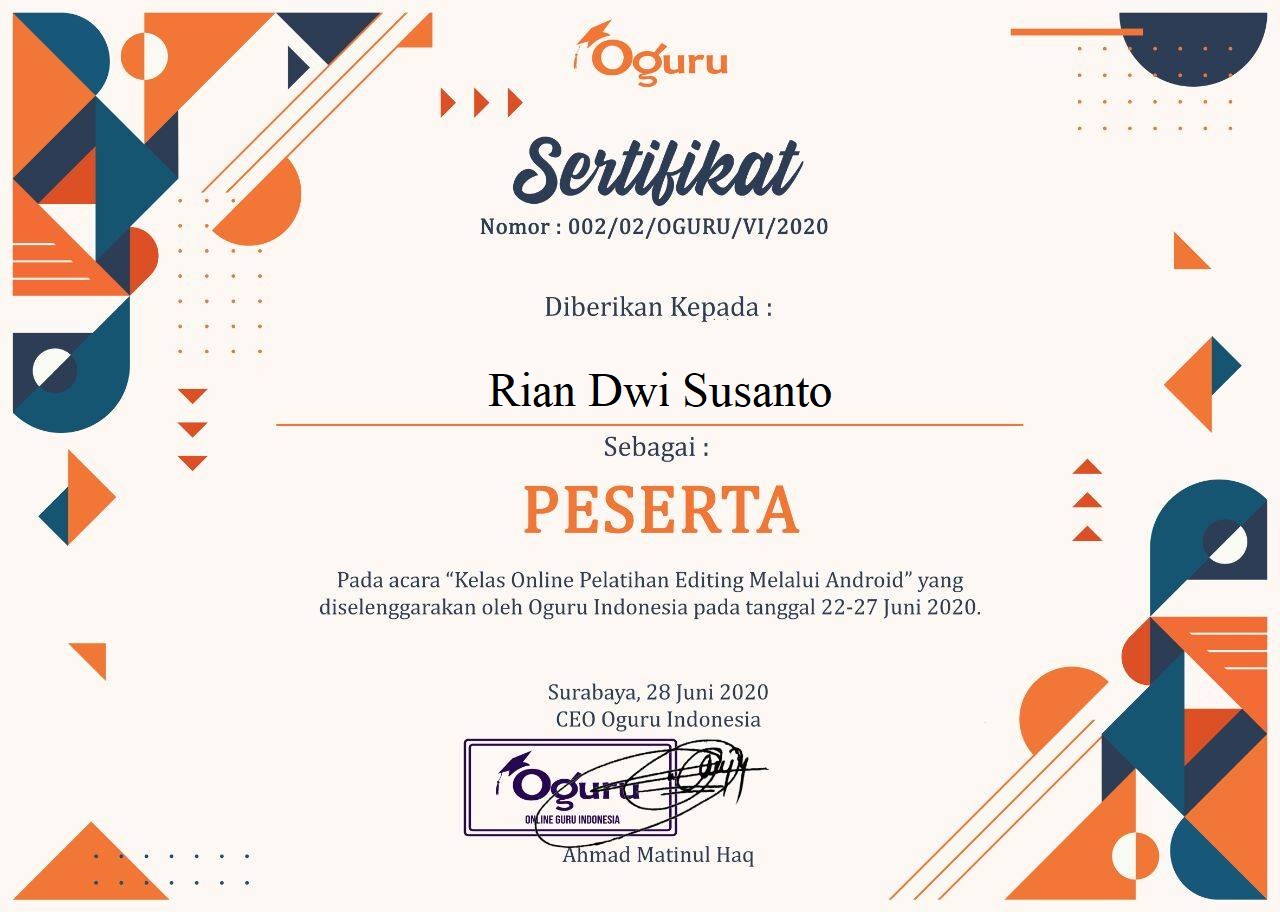 Oguru
Sertifikat
Nomor : 002/02/OGURU/VI/2020
Diberikan Kepada :
Rian Dwi Susanto
Sebagai :
PESERTA
Pada acara “Kelas Online Pelatihan Editing Melalui Android” yang
diselenggarakan oleh Oguru Indonesia pada tanggal 22-27 Juni 2020.
Surabaya, 28 Juni 2020
CEO Oguru Indonesia
Oguru
ONLINE GURU INDONESIA
Ahmad Matinul Haq